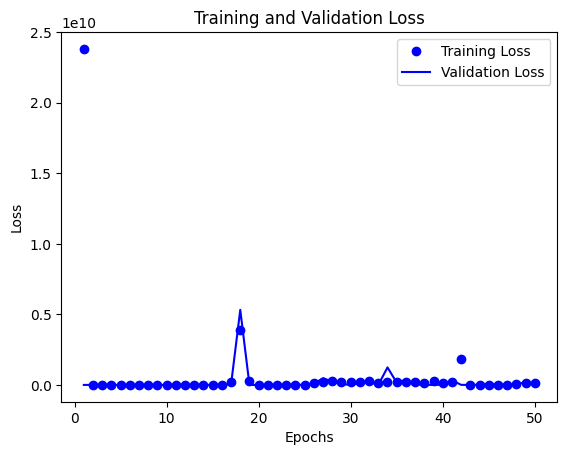 Training and Validation Loss
1e10
2.5
2.0
1.5
1.0
0.5
0.0
Loss
Training Loss
Validation Loss
0 10 20 30 40 50
Epochs